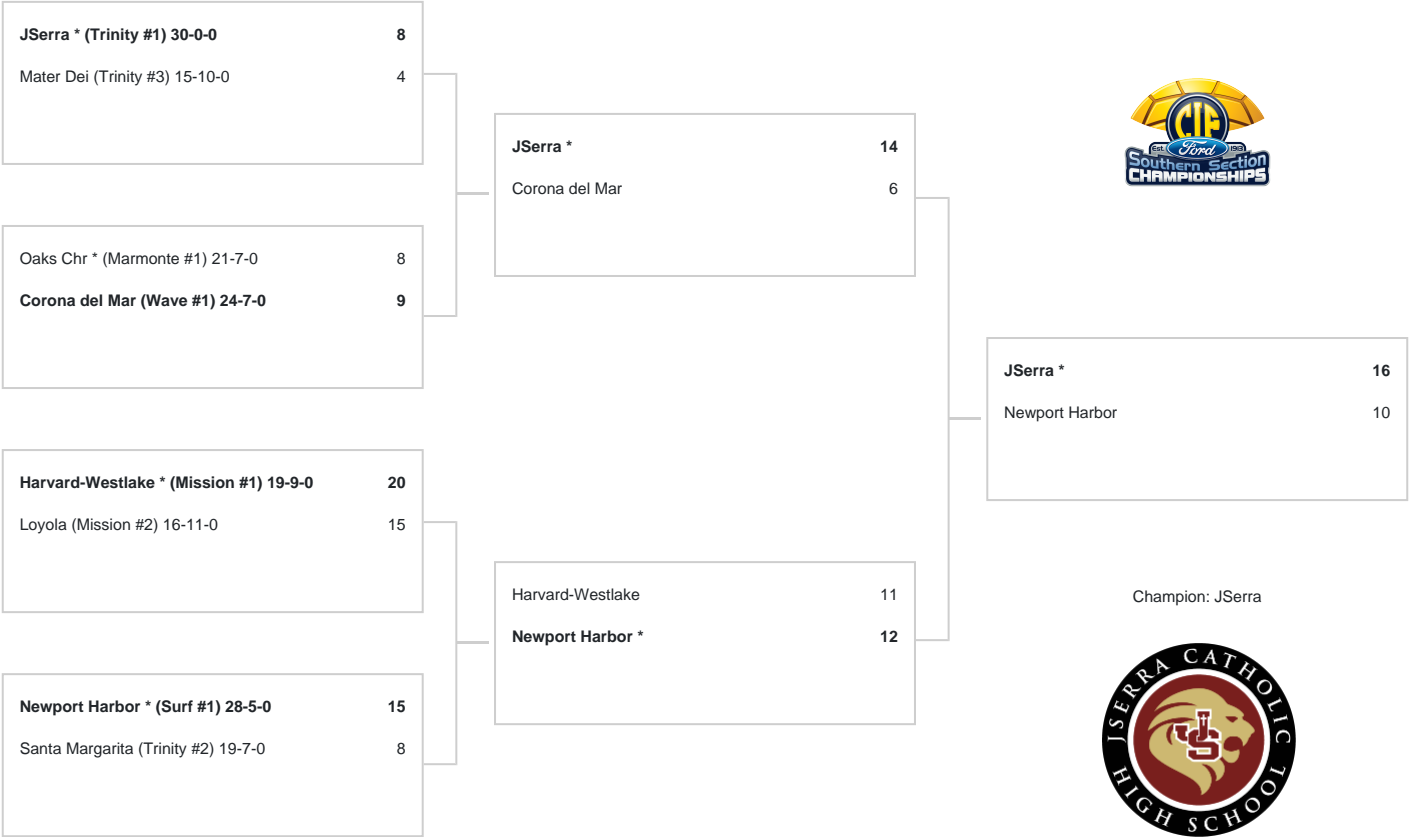 JSerra * (Trinity #1) 30-0-0 8
Mater Dei (Trinity #3) 15-10-0 4
Oaks Chr * (Marmonte #1) 21-7-0 8
Corona del Mar (Wave #1) 24-7-0 9
Harvard-Westlake * (Mission #1) 19-9-0 20
Loyola (Mission #2) 16-11-0 15
Newport Harbor * (Surf #1) 28-5-0 15
Santa Margarita (Trinity #2) 19-7-0 8
JSerra * 14
Corona del Mar 6
Harvard-Westlake 11
Newport Harbor * 12
JSerra * 16
Newport Harbor 10
CIF
Est. Ford 1913
Southern Section
CHAMPIONSHIPS
Champion: JSerra
JSERRA CATHOLIC
JS
HIGH SCHOOL